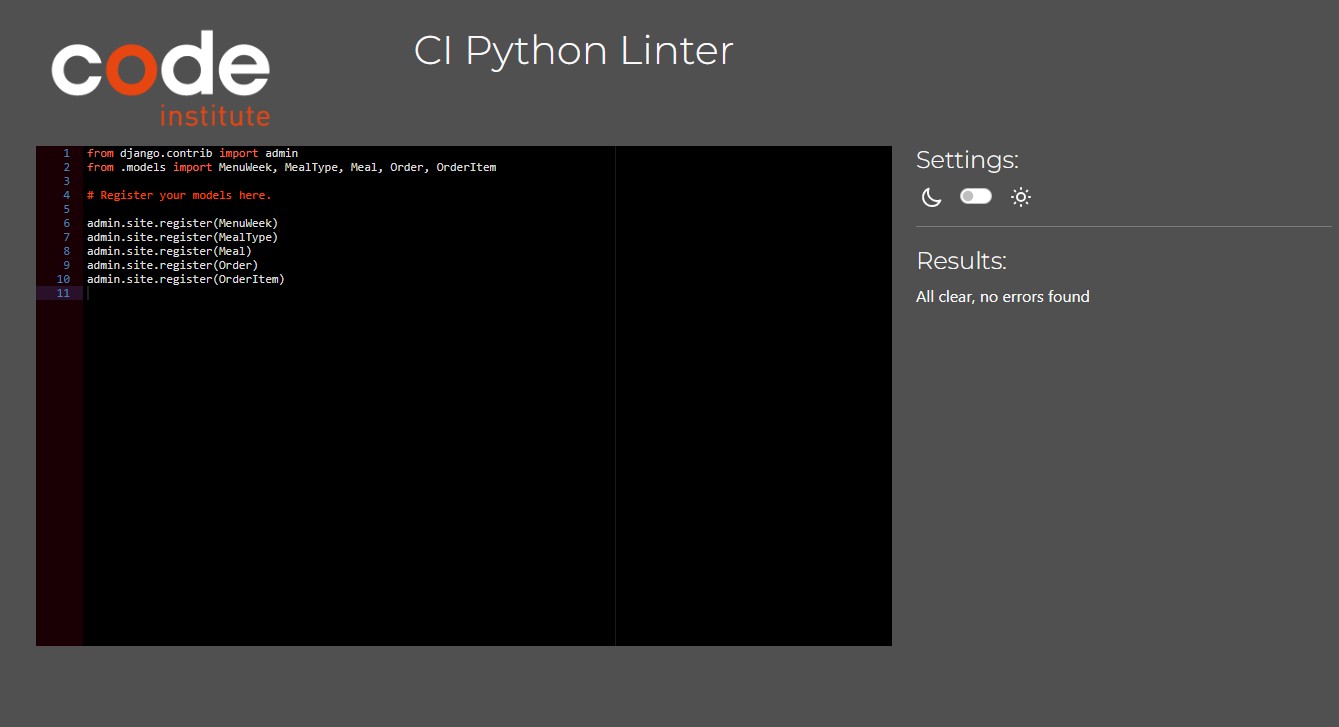 code
institute
CI Python Linter
1 from django.contrib import admin
2 from .models import MenuWeek, MealType, Meal, Order, OrderItem
3
4 # Register your models here.
5
6 admin.site.register(MenuWeek)
7 admin.site.register(MealType)
8 admin.site.register(Meal)
9 admin.site.register(Order)
10 admin.site.register(OrderItem)
11
Settings:
Results:
All clear, no errors found